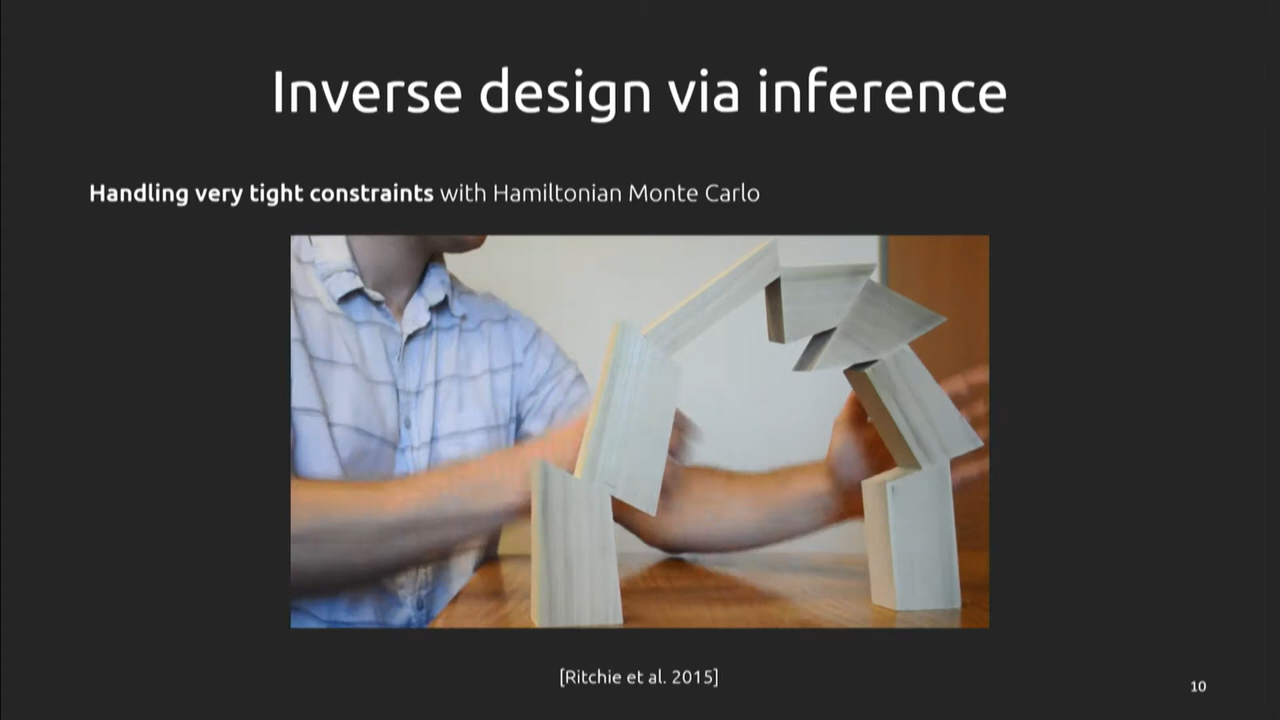 Inverse design via inference
Handling very tight constraints with Hamiltonian Monte Carlo
[Ritchie et al. 2015]
10